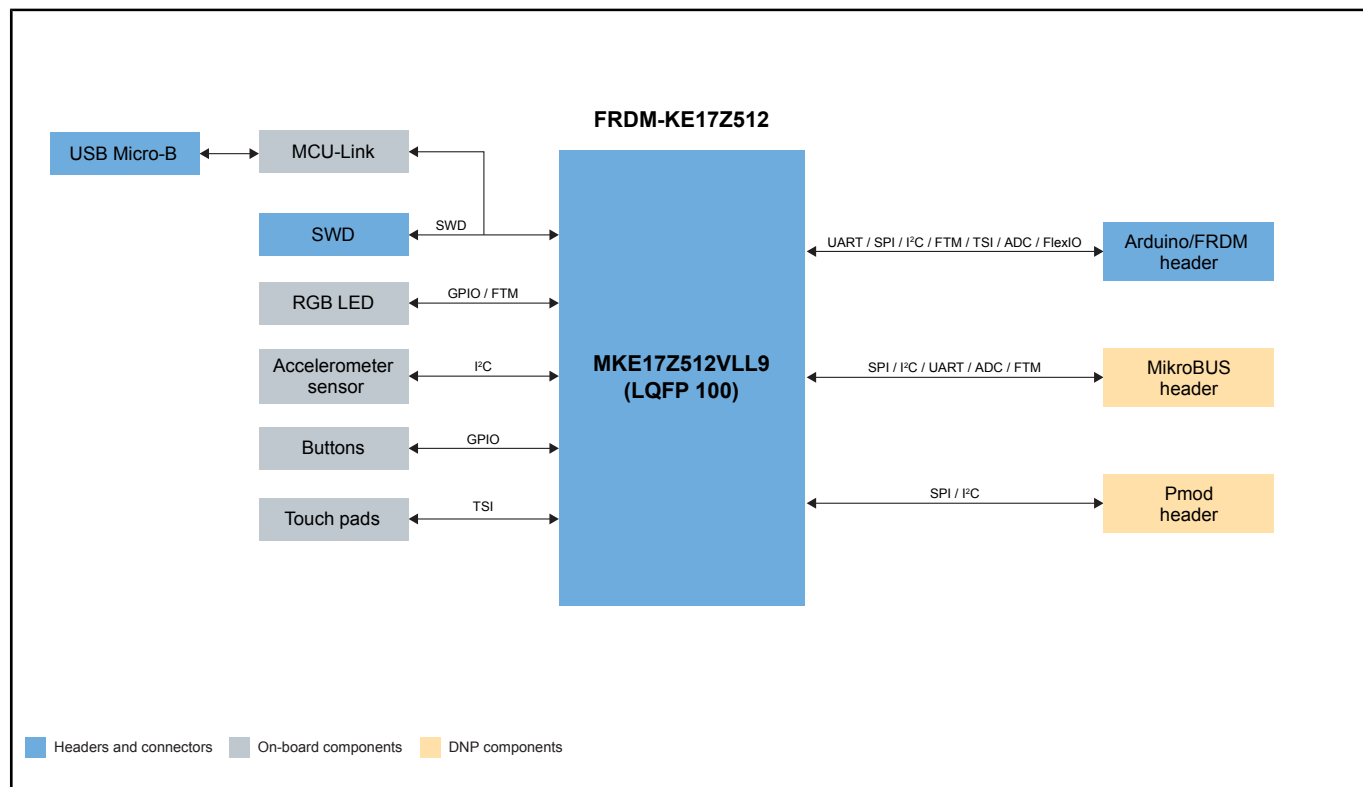 FRDM-KE17Z512
USB Micro-B
MCU-Link
SWD
SWD
RGB LED
GPIO / FTM
Accelerometer
sensor
I²C
Buttons
GPIO
Touch pads
TSI
MKE17Z512VLL9
(LQFP 100)
UART / SPI / I²C / FTM / TSI / ADC / FlexIO
Arduino/FRDM
header
SPI / I²C / UART / ADC / FTM
MikroBUS
header
SPI / I²C
Pmod
header
Headers and connectors
On-board components
DNP components